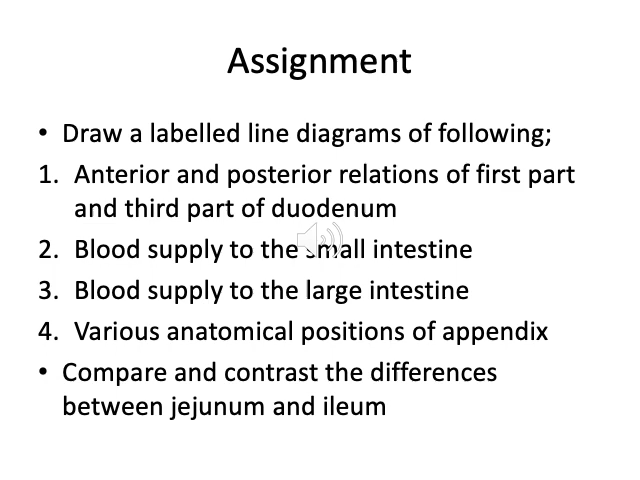 Assignment
• Draw a labelled line diagrams of following;
1. Anterior and posterior relations of first part
and third part of duodenum
2. Blood supply to the small intestine
3. Blood supply to the large intestine
4. Various anatomical positions of appendix
• Compare and contrast the differences
between jejunum and ileum